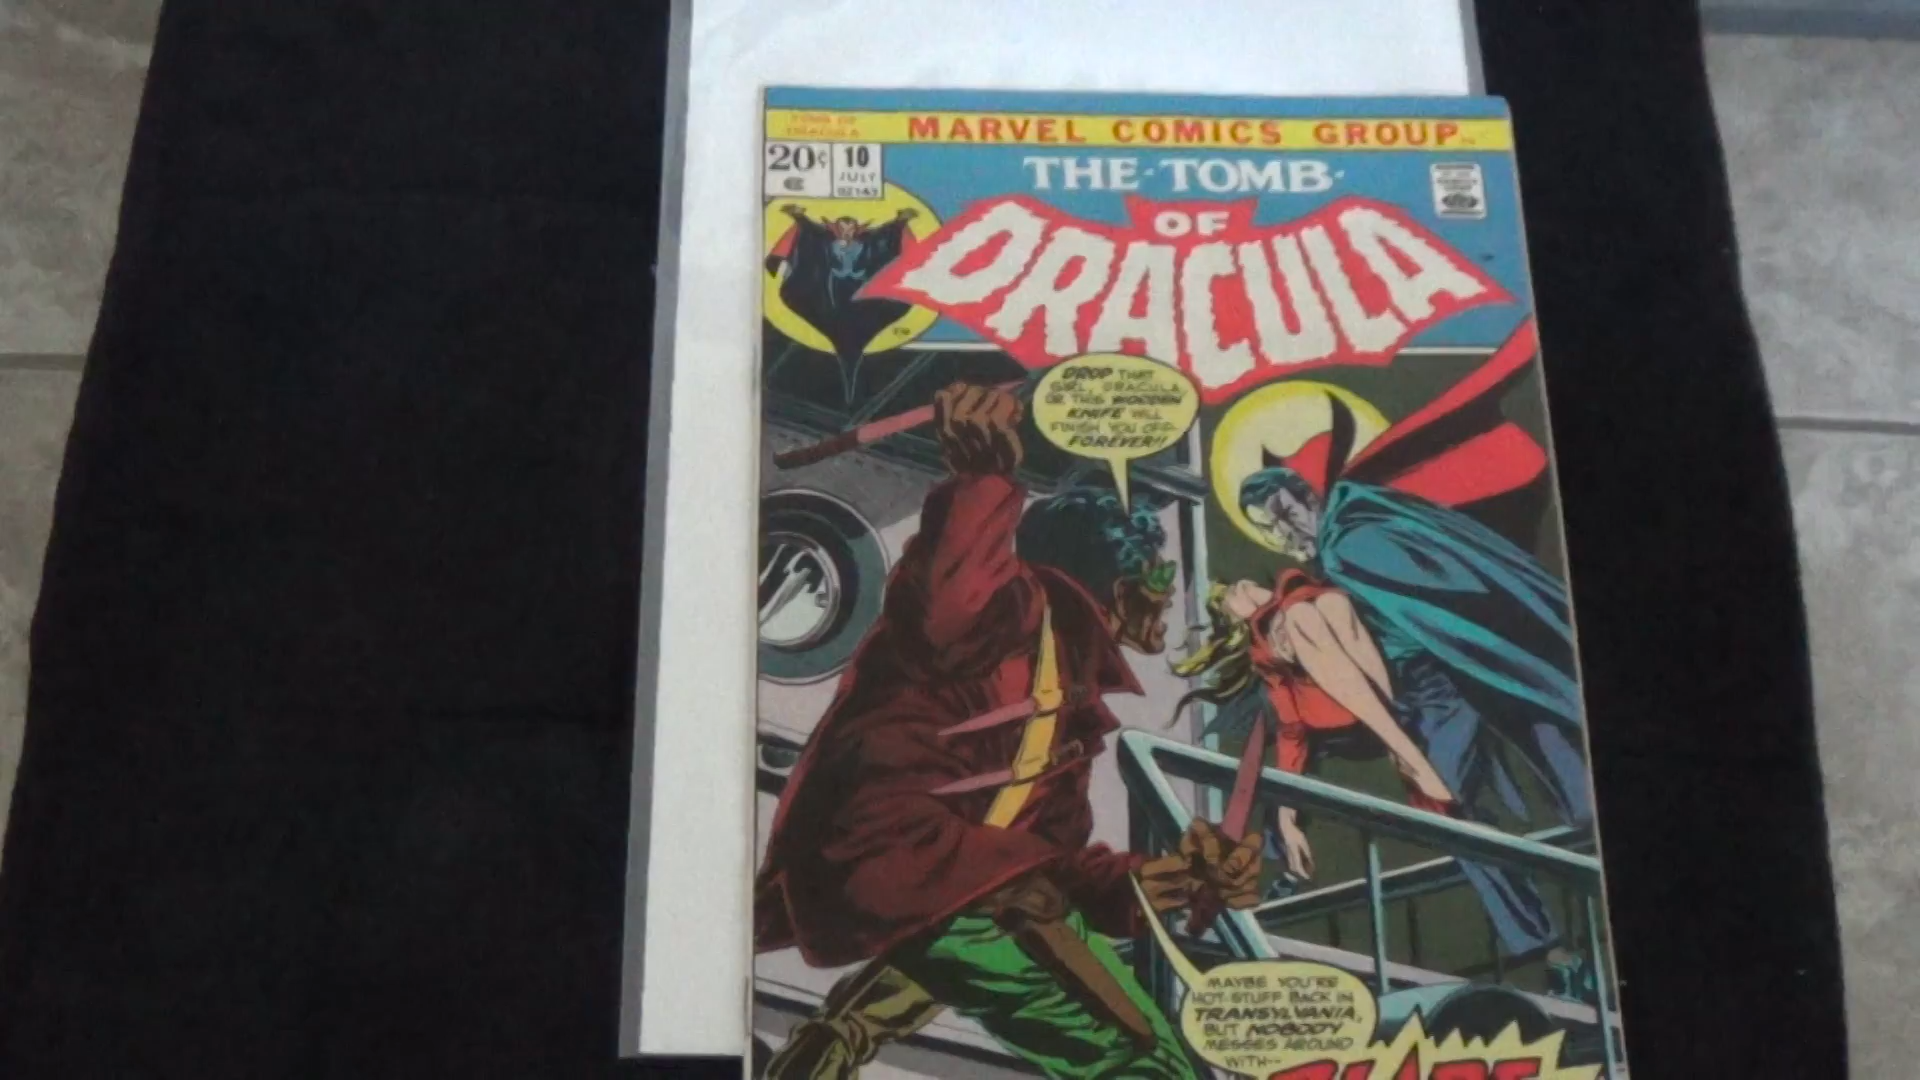 TOMB OF
DRACULA
MARVEL COMICS GROUP
20¢
10
JULY
02143
THE·TOMB·
OF
DRACULA
DROP THAT
GIRL, DRACULA
OR THIS WOODEN
KNIFE WILL
FINISH YOU OFF--
FOREVER!!
MAYBE YOU'RE
HOT-STUFF BACK IN
TRANSYLVANIA,
BUT NOBODY
MESSES AROUND
WITH--
BLADE